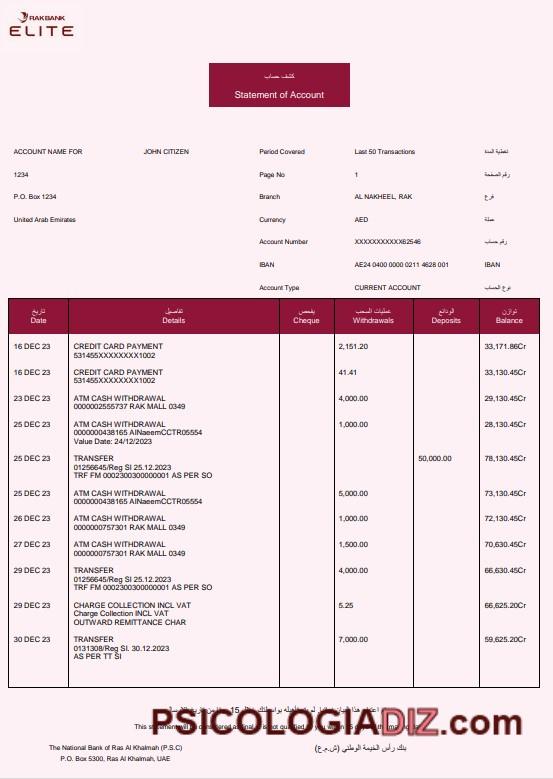 RAKBANK
ELITE
كشف حساب
Statement of Account
ACCOUNT NAME FOR JOHN CITIZEN Period Covered Last 50 Transactions تغطية المدة
1234 Page No 1 رقم الصفحة
P.O. Box 1234 Branch AL NAKHEEL, RAK فرع
United Arab Emirates Currency AED عملة
Account Number XXXXXXXXXXX62546 رقم حساب
IBAN AE24 0400 0000 0211 4628 001 IBAN
Account Type CURRENT ACCOUNT نوع الحساب
تاريخ تفاصيل يفحص عمليات السحب الودائع توازن
Date Details Cheque Withdrawals Deposits Balance
16 DEC 23 CREDIT CARD PAYMENT 2,151.20 33,171.86Cr
531455XXXXXXXX1002
16 DEC 23 CREDIT CARD PAYMENT 41.41 33,130.45Cr
531455XXXXXXXX1002
23 DEC 23 ATM CASH WITHDRAWAL 4,000.00 29,130.45Cr
0000002555737 RAK MALL 0349
25 DEC 23 ATM CASH WITHDRAWAL 1,000.00 28,130.45Cr
0000000438165 AINaeemCCTR05554
Value Date: 24/12/2023
25 DEC 23 TRANSFER 50,000.00 78,130.45Cr
01256645/Reg SI 25.12.2023
TRF FM 0002300300000001 AS PER SO
25 DEC 23 ATM CASH WITHDRAWAL 5,000.00 73,130.45Cr
0000000438165 AINaeemCCTR05554
26 DEC 23 ATM CASH WITHDRAWAL 1,000.00 72,130.45Cr
0000000757301 RAK MALL 0349
27 DEC 23 ATM CASH WITHDRAWAL 1,500.00 70,630.45Cr
0000000757301 RAK MALL 0349
29 DEC 23 TRANSFER 4,000.00 66,630.45Cr
01256645/Reg SI 25.12.2023
TRF FM 0002300300000001 AS PER SO
29 DEC 23 CHARGE COLLECTION INCL VAT 5.25 66,625.20Cr
Charge Collection INCL VAT
OUTWARD REMITTANCE CHAR
30 DEC 23 TRANSFER 7,000.00 59,625.20Cr
0131308/Reg SI. 30.12.2023
AS PER TT SI
15
PSICOLOGIADIZ.com
This statement will be considered as final
The National Bank of Ras Al Khalmah (P.S.C) بنك رأس الخيمة الوطني (ش.م.ع)
P.O. Box 5300, Ras Al Khalmah, UAE